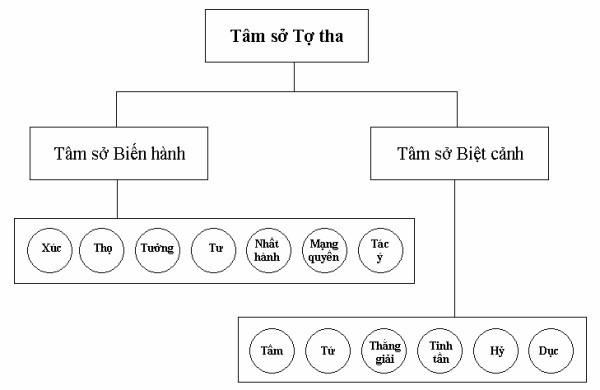 Tâm sở Tợ tha
Tâm sở Biến hành
Tâm sở Biệt cảnh
Xúc
Thọ
Tưởng
Tư
Nhất
hành
Mạng
quyền
Tác
ý
Tầm
Tứ
Thắng
giải
Tinh
tấn
Hỷ
Dục